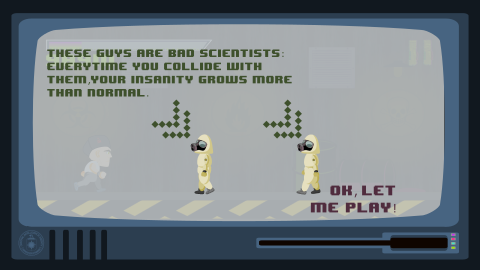 THESE GUYS ARE BAD SCIENTISTS:
EVERYTIME YOU COLLIDE WITH
THEM,YOUR INSANITY GROWS MORE
THAN NORMAL.
OK, LET
ME PLAY!